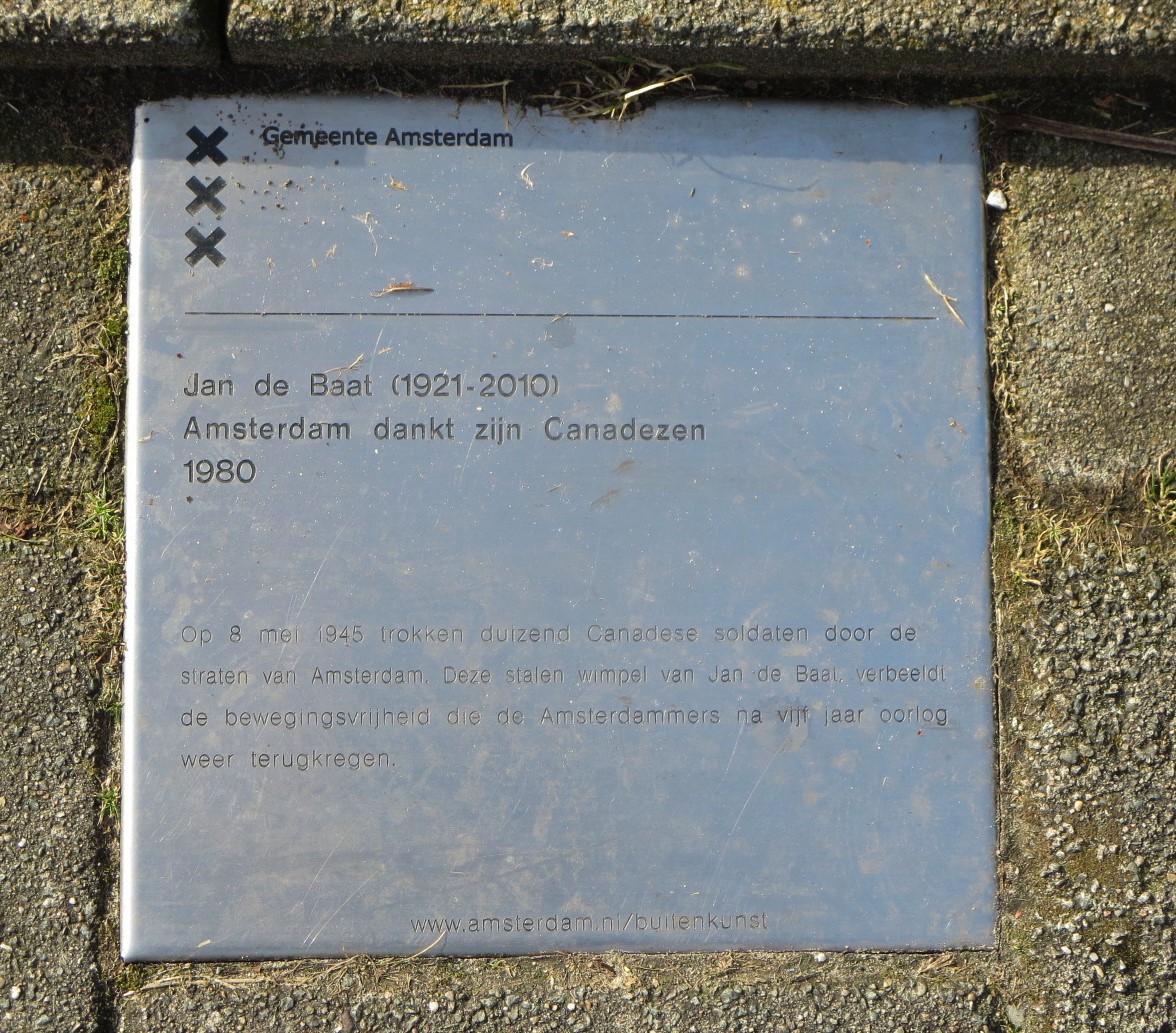 Gemeente Amsterdam
Jan de Baat (1921-2010)
Amsterdam dankt zijn Canadezen
1980
Op 8 mei 1945 trokken duizend Canadese soldaten door de
straten van Amsterdam. Deze stalen wimpel van Jan de Baat, verbeeldt
de bewegingsvrijheid die de Amsterdammers na vijf jaar oorlog
weer terugkregen.
www.amsterdam.nl/buitenkunst